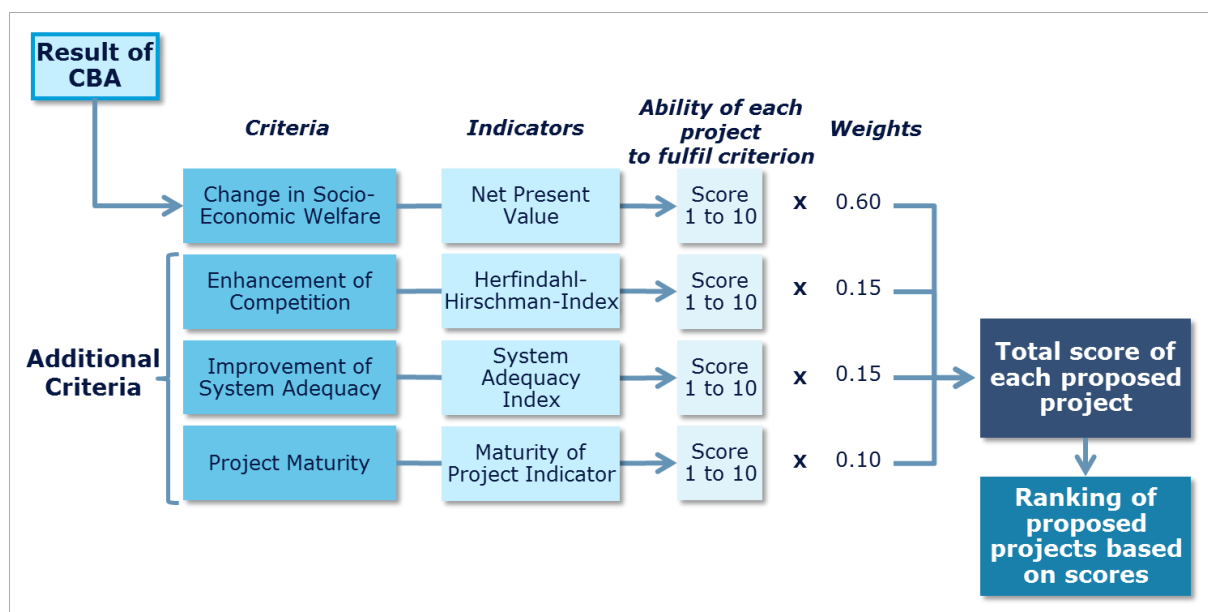 Result of
CBA
Criteria
Indicators
Ability of each
project
to fulfil criterion
Weights
Change in Socio-
Economic Welfare
Net Present
Value
Score
1 to 10
x
0.60
Enhancement of
Competition
Herfindahl-
Hirschman-Index
Score
1 to 10
x
0.15
Additional
Criteria
Improvement of
System Adequacy
System
Adequacy
Index
Score
1 to 10
x
0.15
Project Maturity
Maturity of
Project Indicator
Score
1 to 10
x
0.10
Total score of
each proposed
project
Ranking of
proposed
projects based
on scores